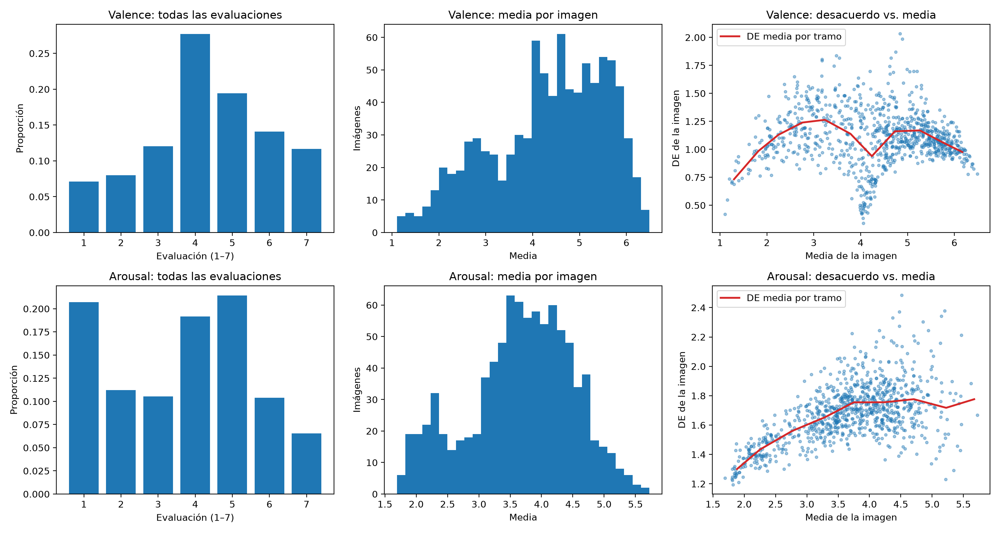 Valence: todas las evaluaciones
Proporción
0.25
0.20
0.15
0.10
0.05
0.00
1 2 3 4 5 6 7
Evaluación (1–7)
Valence: media por imagen
Imágenes
60
50
40
30
20
10
0
1 2 3 4 5 6
Media
Valence: desacuerdo vs. media
DE media por tramo
DE de la imagen
2.00
1.75
1.50
1.25
1.00
0.75
0.50
1 2 3 4 5 6
Media de la imagen
Arousal: todas las evaluaciones
Proporción
0.200
0.175
0.150
0.125
0.100
0.075
0.050
0.025
0.000
1 2 3 4 5 6 7
Evaluación (1–7)
Arousal: media por imagen
Imágenes
60
50
40
30
20
10
0
1.5 2.0 2.5 3.0 3.5 4.0 4.5 5.0 5.5
Media
Arousal: desacuerdo vs. media
DE media por tramo
DE de la imagen
2.4
2.2
2.0
1.8
1.6
1.4
1.2
1.5 2.0 2.5 3.0 3.5 4.0 4.5 5.0 5.5
Media de la imagen